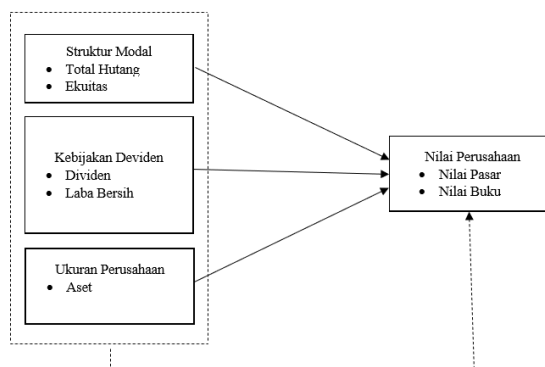 Struktur Modal
• Total Hutang
• Ekuitas
Kebijakan Deviden
• Dividen
• Laba Bersih
Ukuran Perusahaan
• Aset
Nilai Perusahaan
• Nilai Pasar
• Nilai Buku